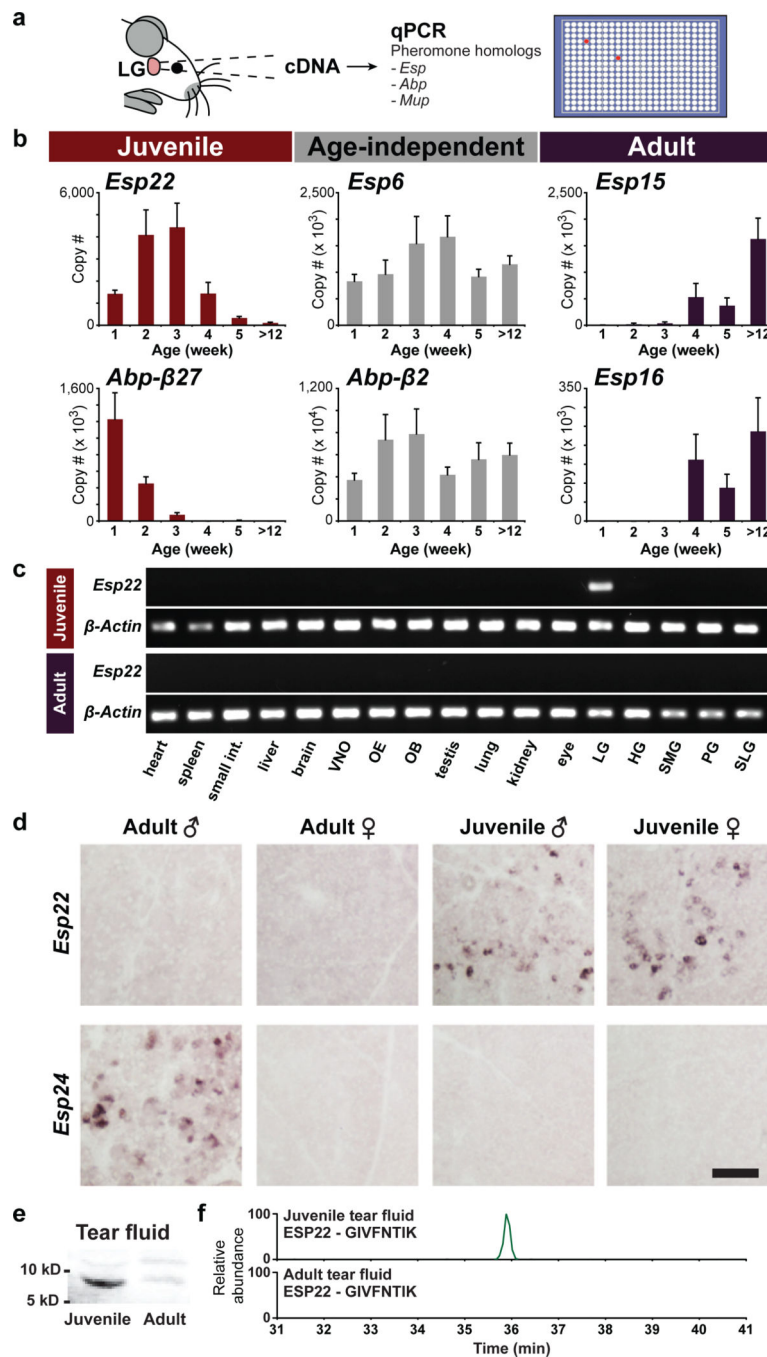 a
LG
cDNA
qPCR
Pheromone homologs
- Esp
- Abp
- Mup
b
Juvenile
Age-independent
Adult
Esp22
6,000
Copy #
0
1 2 3 4 5 >12
Age (week)
Esp6
2,500
Copy # (x 10³)
0
1 2 3 4 5 >12
Age (week)
Esp15
2,500
Copy # (x 10³)
0
1 2 3 4 5 >12
Age (week)
Abp-β27
1,600
Copy # (x 10³)
0
1 2 3 4 5 >12
Age (week)
Abp-β2
1,200
Copy # (x 10⁴)
0
1 2 3 4 5 >12
Age (week)
Esp16
350
Copy # (x 10³)
0
1 2 3 4 5 >12
Age (week)
c
Juvenile
Esp22
β-Actin
Adult
Esp22
β-Actin
heart
spleen
small int.
liver
brain
VNO
OE
OB
testis
lung
kidney
eye
LG
HG
SMG
PG
SLG
d
Adult ♂
Adult ♀
Juvenile ♂
Juvenile ♀
Esp22
Esp24
e
Tear fluid
10 kD
5 kD
Juvenile
Adult
f
Relative
abundance
100
Juvenile tear fluid
ESP22 - GIVFNTIK
0
100
Adult tear fluid
ESP22 - GIVFNTIK
0
31 32 33 34 35 36 37 38 39 40 41
Time (min)